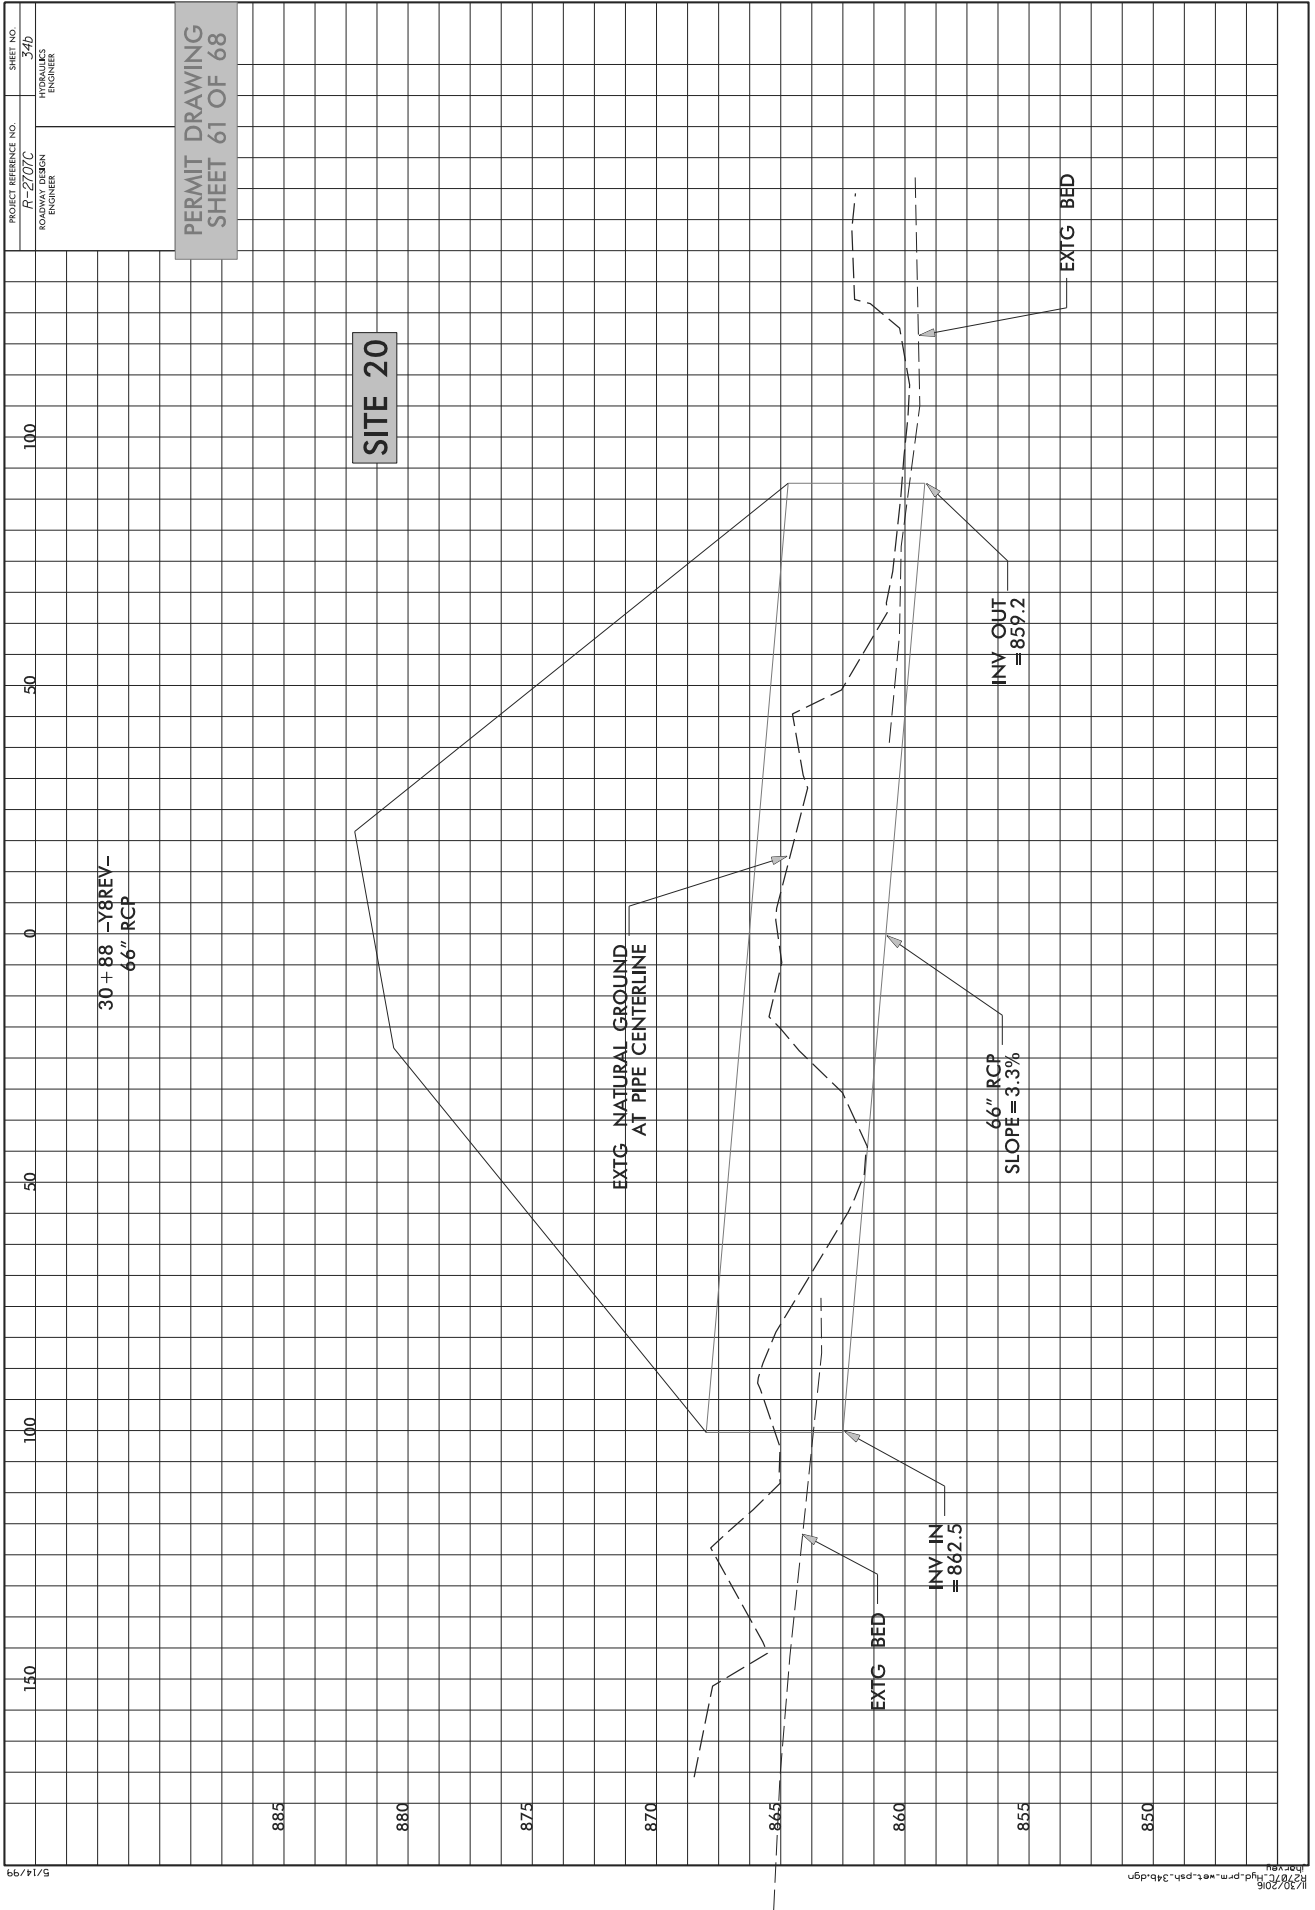 PROJECT REFERENCE NO.
SHEET NO.
R-2707C
34b
ROADWAY DESIGN
ENGINEER
HYDRAULICS
ENGINEER
PERMIT DRAWING
SHEET 61 OF 68
SITE 20
30+88 -Y8REV-
66" RCP
150
100
50
0
50
100
885
880
875
870
865
860
855
850
EXTG NATURAL GROUND
AT PIPE CENTERLINE
EXTG BED
INV IN
=862.5
66" RCP
SLOPE=3.3%
INV OUT
=859.2
EXTG BED
5/14/99
11/30/2016
R2707C_Hyd_prm_wet_psh_34b.dgn
jharvey